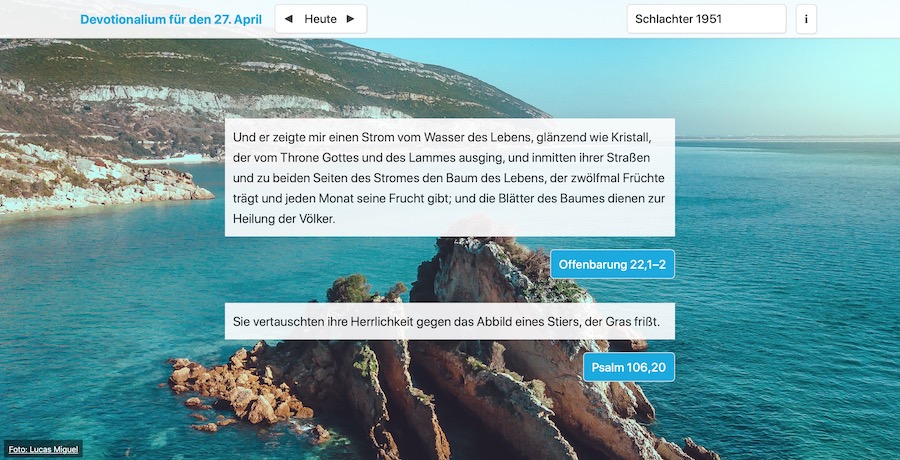 Devotionalium für den 27. April ◀ Heute ▶ Schlachter 1951 i
Und er zeigte mir einen Strom vom Wasser des Lebens, glänzend wie Kristall,
der vom Throne Gottes und des Lammes ausging, und inmitten ihrer Straßen
und zu beiden Seiten des Stromes den Baum des Lebens, der zwölfmal Früchte
trägt und jeden Monat seine Frucht gibt; und die Blätter des Baumes dienen zur
Heilung der Völker.
Offenbarung 22,1–2
Sie vertauschten ihre Herrlichkeit gegen das Abbild eines Stiers, der Gras frißt.
Psalm 106,20
Foto: Lucas Miguel